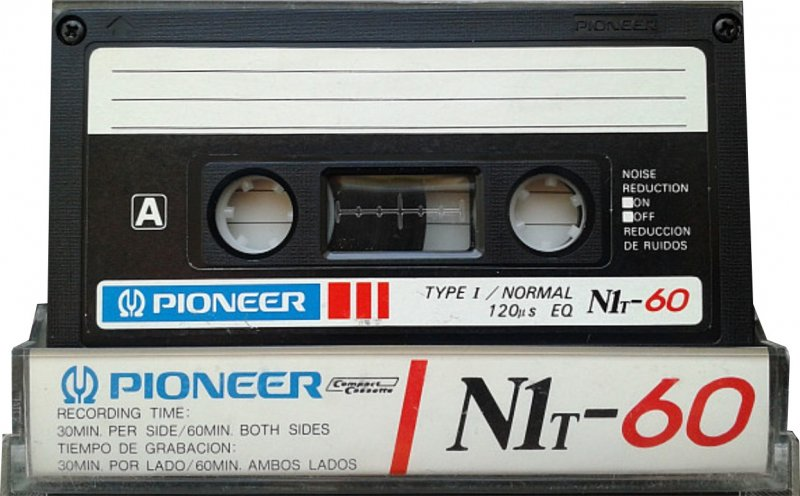 PIONEER
A
NOISE
REDUCTION
ON
OFF
REDUCCION
DE RUIDOS
PIONEER
TYPE I / NORMAL
120µs EQ
N1T-60
PIONEER
Compact
Cassette
N1T-60
RECORDING TIME:
30MIN. PER SIDE/60MIN. BOTH SIDES
TIEMPO DE GRABACION:
30MIN. POR LADO/60MIN. AMBOS LADOS